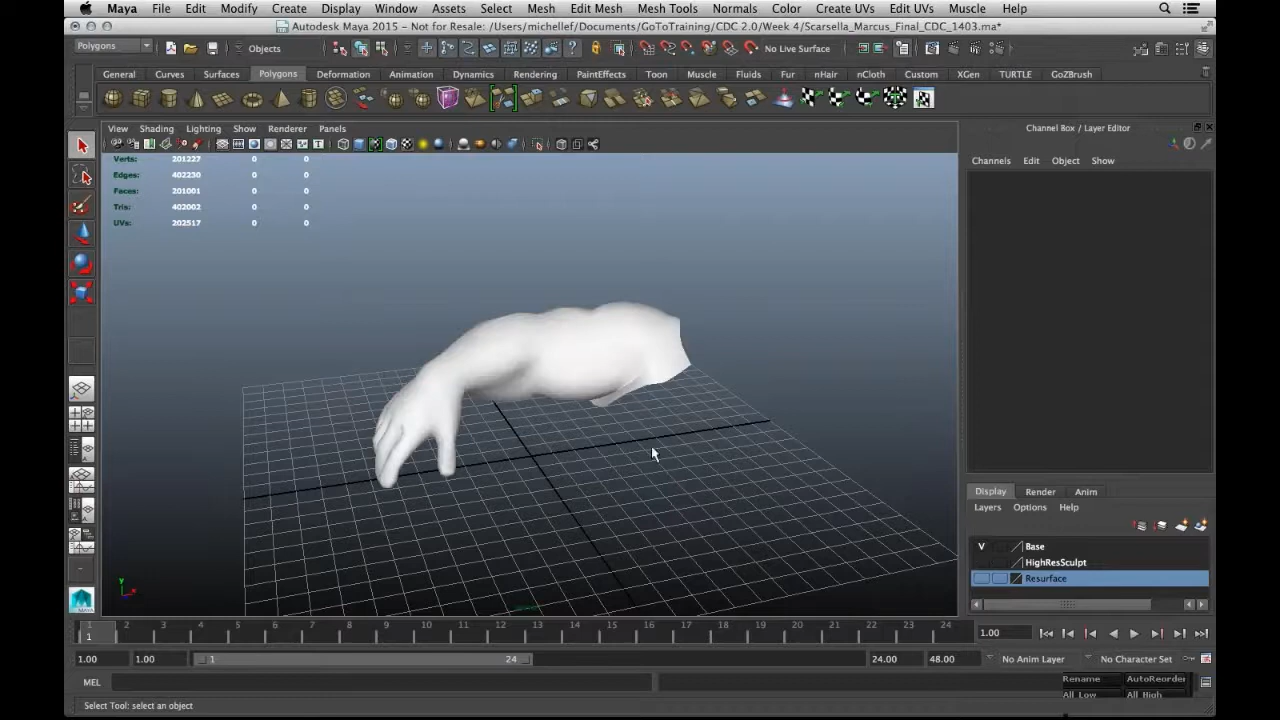 Maya File Edit Modify Create Display Window Assets Select Mesh Edit Mesh Mesh Tools Normals Color Create UVs Edit UVs Muscle Help
Autodesk Maya 2015 - Not for Resale: /Users/michellef/Documents/GoToTraining/CDC 2.0/Week 4/Scarsella_Marcus_Final_CDC_1403.ma*
Polygons Objects No Live Surface
General Curves Surfaces Polygons Deformation Animation Dynamics Rendering PaintEffects Toon Muscle Fluids Fur nHair nCloth Custom XGen TURTLE GoZBrush
View Shading Lighting Show Renderer Panels
Channel Box / Layer Editor
Channels Edit Object Show
Verts: 201227 0 0
Edges: 402230 0 0
Faces: 201001 0 0
Tris: 402002 0 0
UVs: 202517 0 0
Display Render Anim
Layers Options Help
V Base
HighResSculpt
Resurface
y
1 2 3 4 5 6 7 8 9 10 11 12 13 14 15 16 17 18 19 20 21 22 23 24
1 1.00
1.00 1.00 1 24 24.00 48.00 No Anim Layer No Character Set
MEL
Rename AutoReorder
All_Low All_High
Select Tool: select an object
MAYA